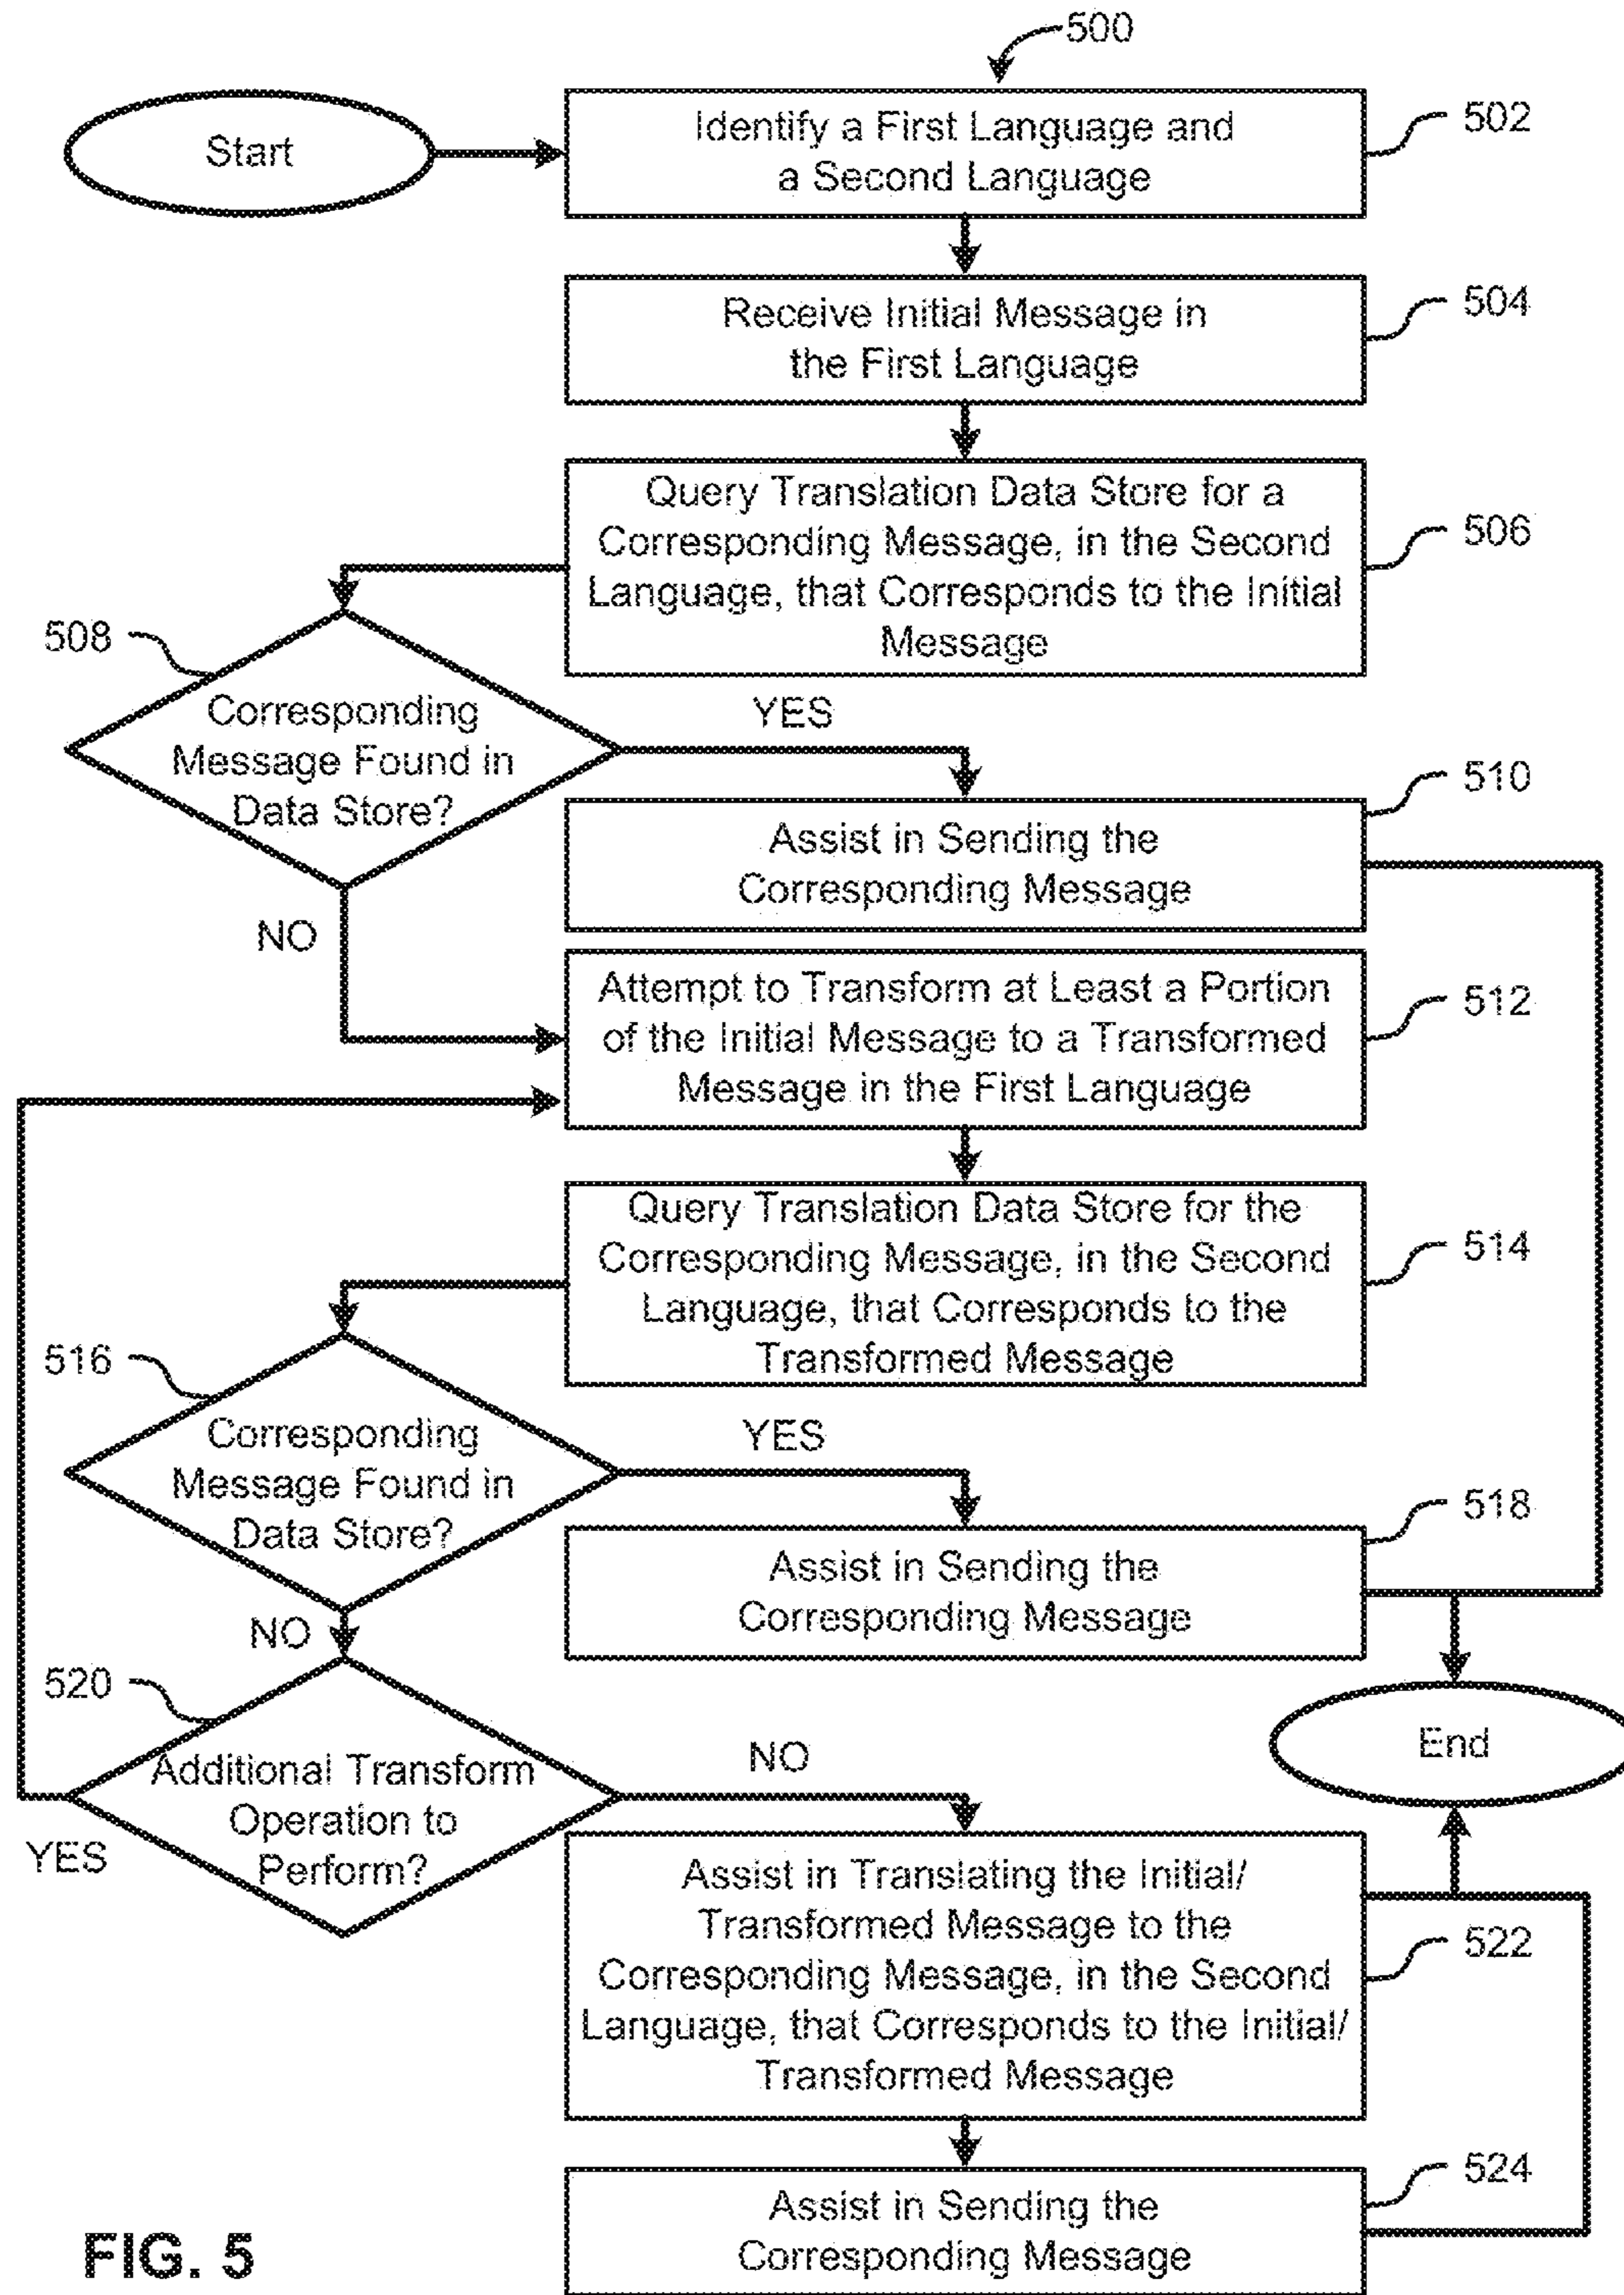 500
Start
Identify a First Language and
a Second Language
502
Receive Initial Message in
the First Language
504
Query Translation Data Store for a
Corresponding Message, in the Second
Language, that Corresponds to the Initial
Message
506
508
Corresponding
Message Found in
Data Store?
YES
NO
Assist in Sending the
Corresponding Message
510
Attempt to Transform at Least a Portion
of the Initial Message to a Transformed
Message in the First Language
512
Query Translation Data Store for the
Corresponding Message, in the Second
Language, that Corresponds to the
Transformed Message
514
516
Corresponding
Message Found in
Data Store?
YES
NO
Assist in Sending the
Corresponding Message
518
520
Additional Transform
Operation to
Perform?
YES
NO
End
Assist in Translating the Initial/
Transformed Message to the
Corresponding Message, in the Second
Language, that Corresponds to the Initial/
Transformed Message
522
Assist in Sending the
Corresponding Message
524
FIG. 5